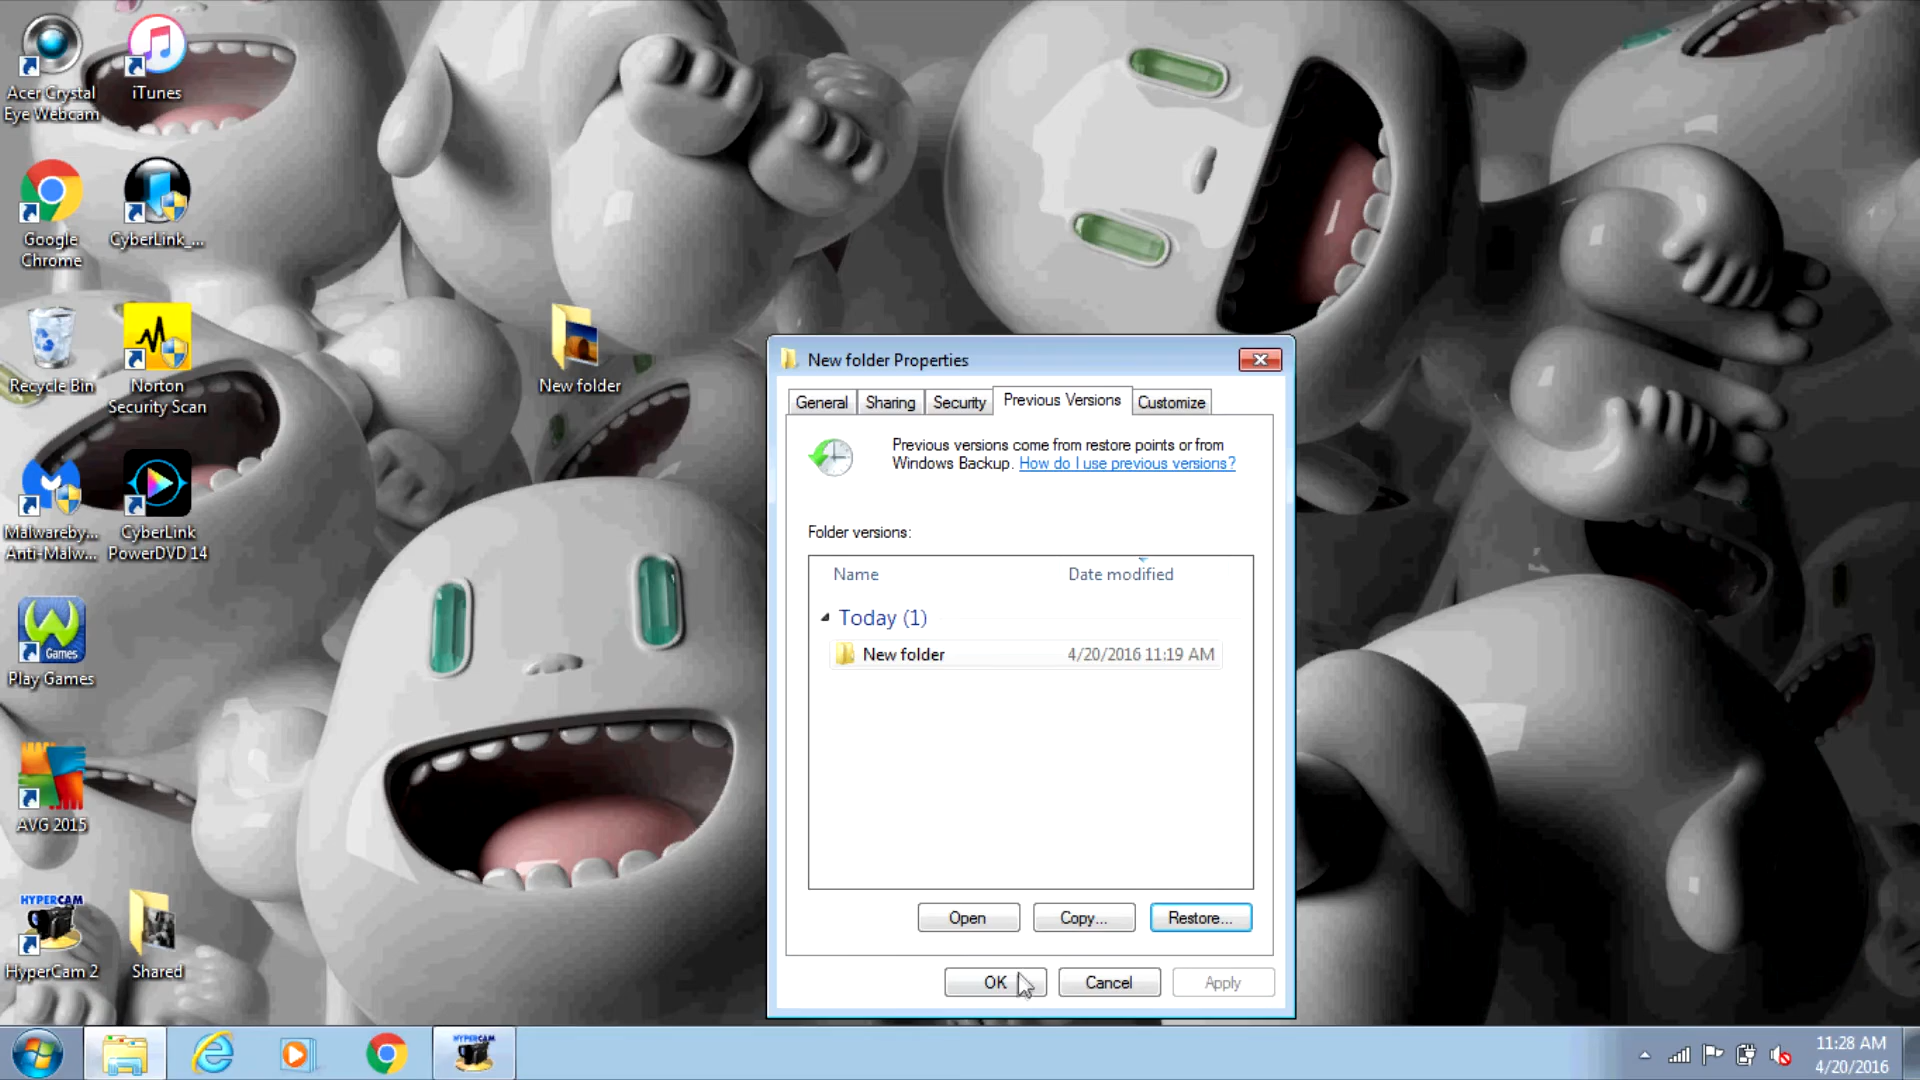 Acer Crystal
Eye Webcam
iTunes
Google
Chrome
CyberLink_...
Recycle Bin
Norton
Security Scan
Malwareby...
Anti-Malw...
CyberLink
PowerDVD 14
Games
Play Games
AVG 2015
HYPERCAM
HyperCam 2
Shared
New folder
New folder Properties
General
Sharing
Security
Previous Versions
Customize
Previous versions come from restore points or from
Windows Backup. How do I use previous versions?
Folder versions:
Name
Date modified
Today (1)
New folder
4/20/2016 11:19 AM
Open
Copy...
Restore...
OK
Cancel
Apply
HYPERCAM
11:28 AM
4/20/2016